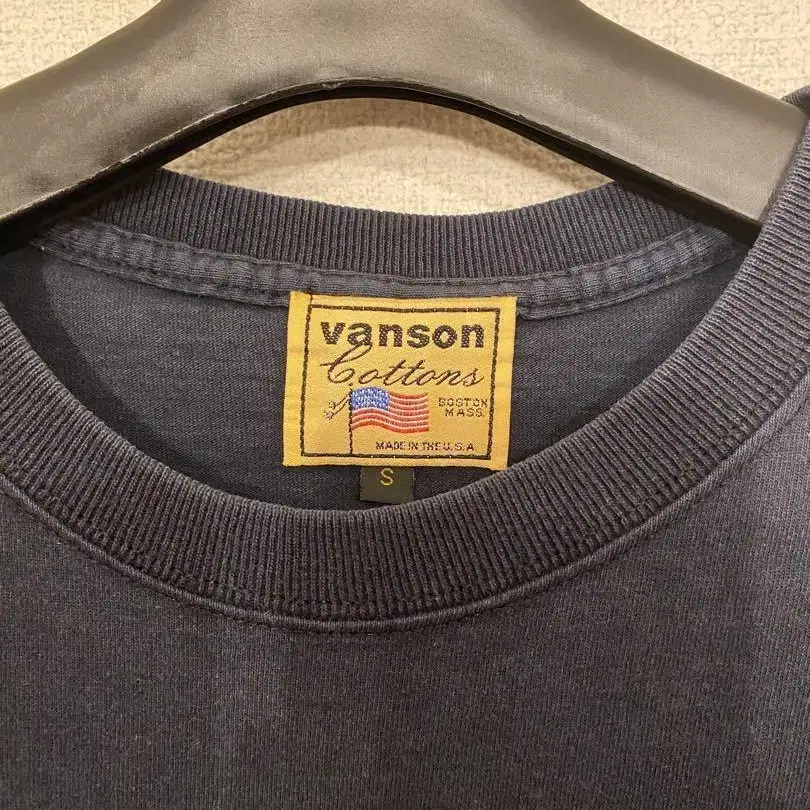 vanson
Cottons
BOSTON
MASS.
MADE IN THE U.S.A.
S